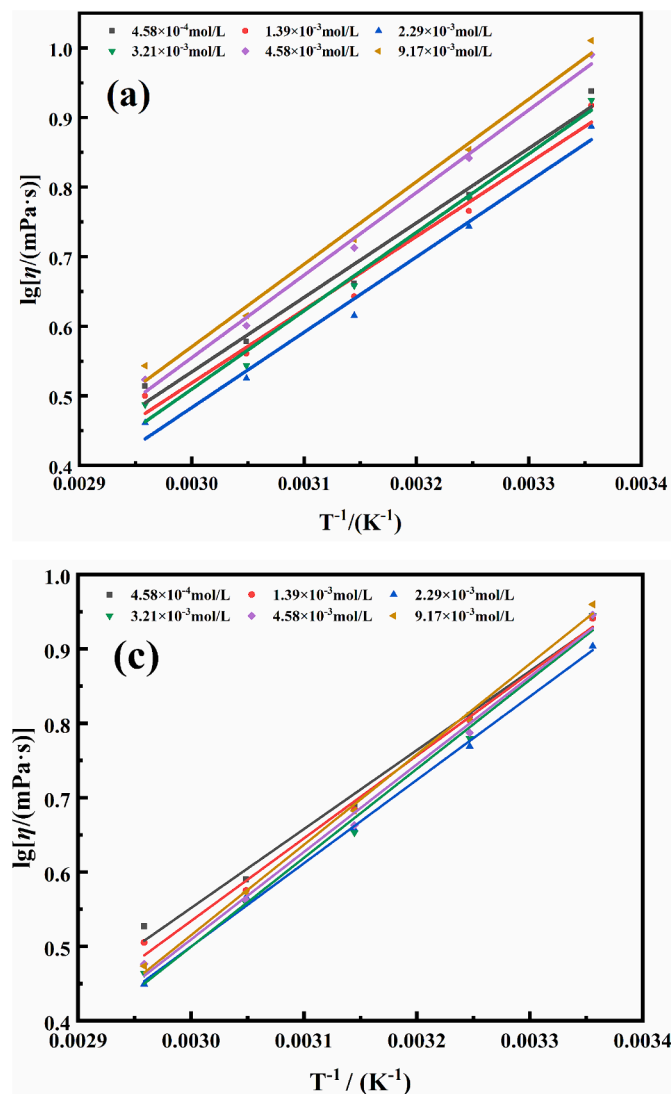 4.58×10⁻⁴mol/L 1.39×10⁻³mol/L 2.29×10⁻³mol/L
3.21×10⁻³mol/L 4.58×10⁻³mol/L 9.17×10⁻³mol/L
(a)
lg[η/(mPa·s)]
1.0
0.9
0.8
0.7
0.6
0.5
0.4
0.0029 0.0030 0.0031 0.0032 0.0033 0.0034
T⁻¹/(K⁻¹)
4.58×10⁻⁴mol/L 1.39×10⁻³mol/L 2.29×10⁻³mol/L
3.21×10⁻³mol/L 4.58×10⁻³mol/L 9.17×10⁻³mol/L
(c)
lg[η/(mPa·s)]
1.0
0.9
0.8
0.7
0.6
0.5
0.4
0.0029 0.0030 0.0031 0.0032 0.0033 0.0034
T⁻¹ / (K⁻¹)